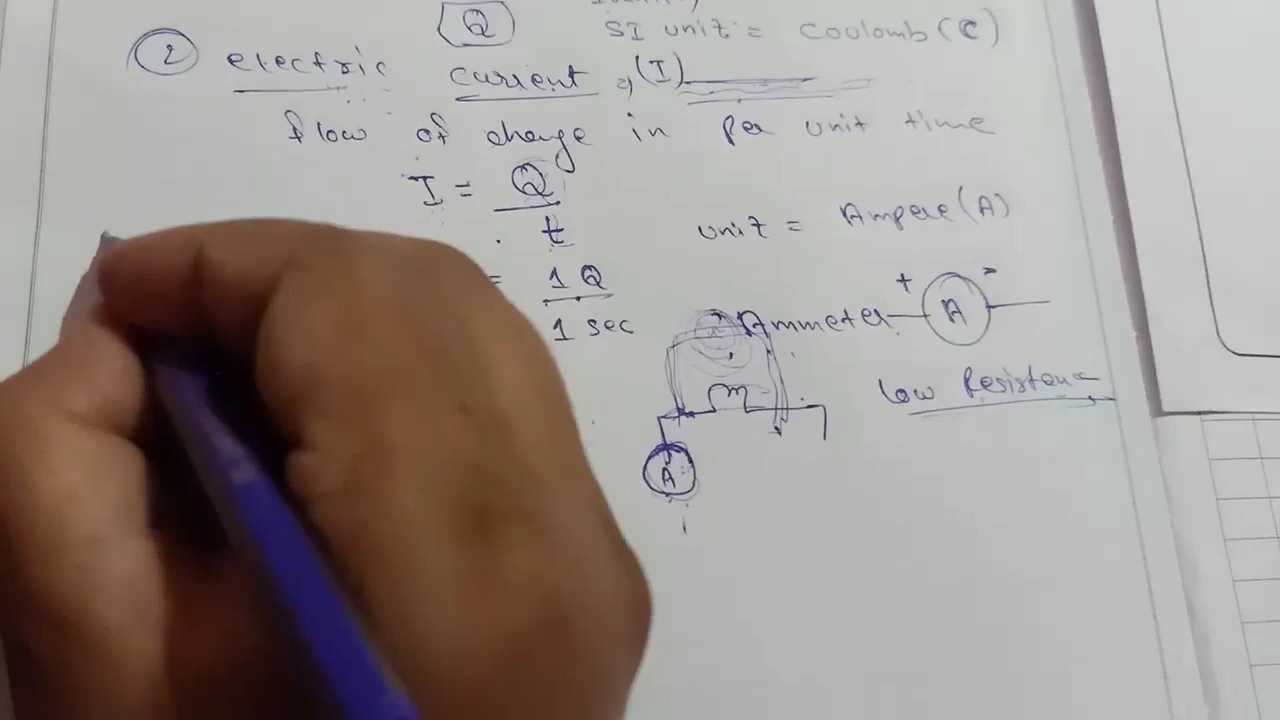 Q
SI unit = Coulomb (C)
2 electric current ⇒ (I)
flow of charge in per unit time
I = Q
t
unit = Ampere (A)
= 1 Q
1 sec
Ammeter + A -
Low Resistance
A